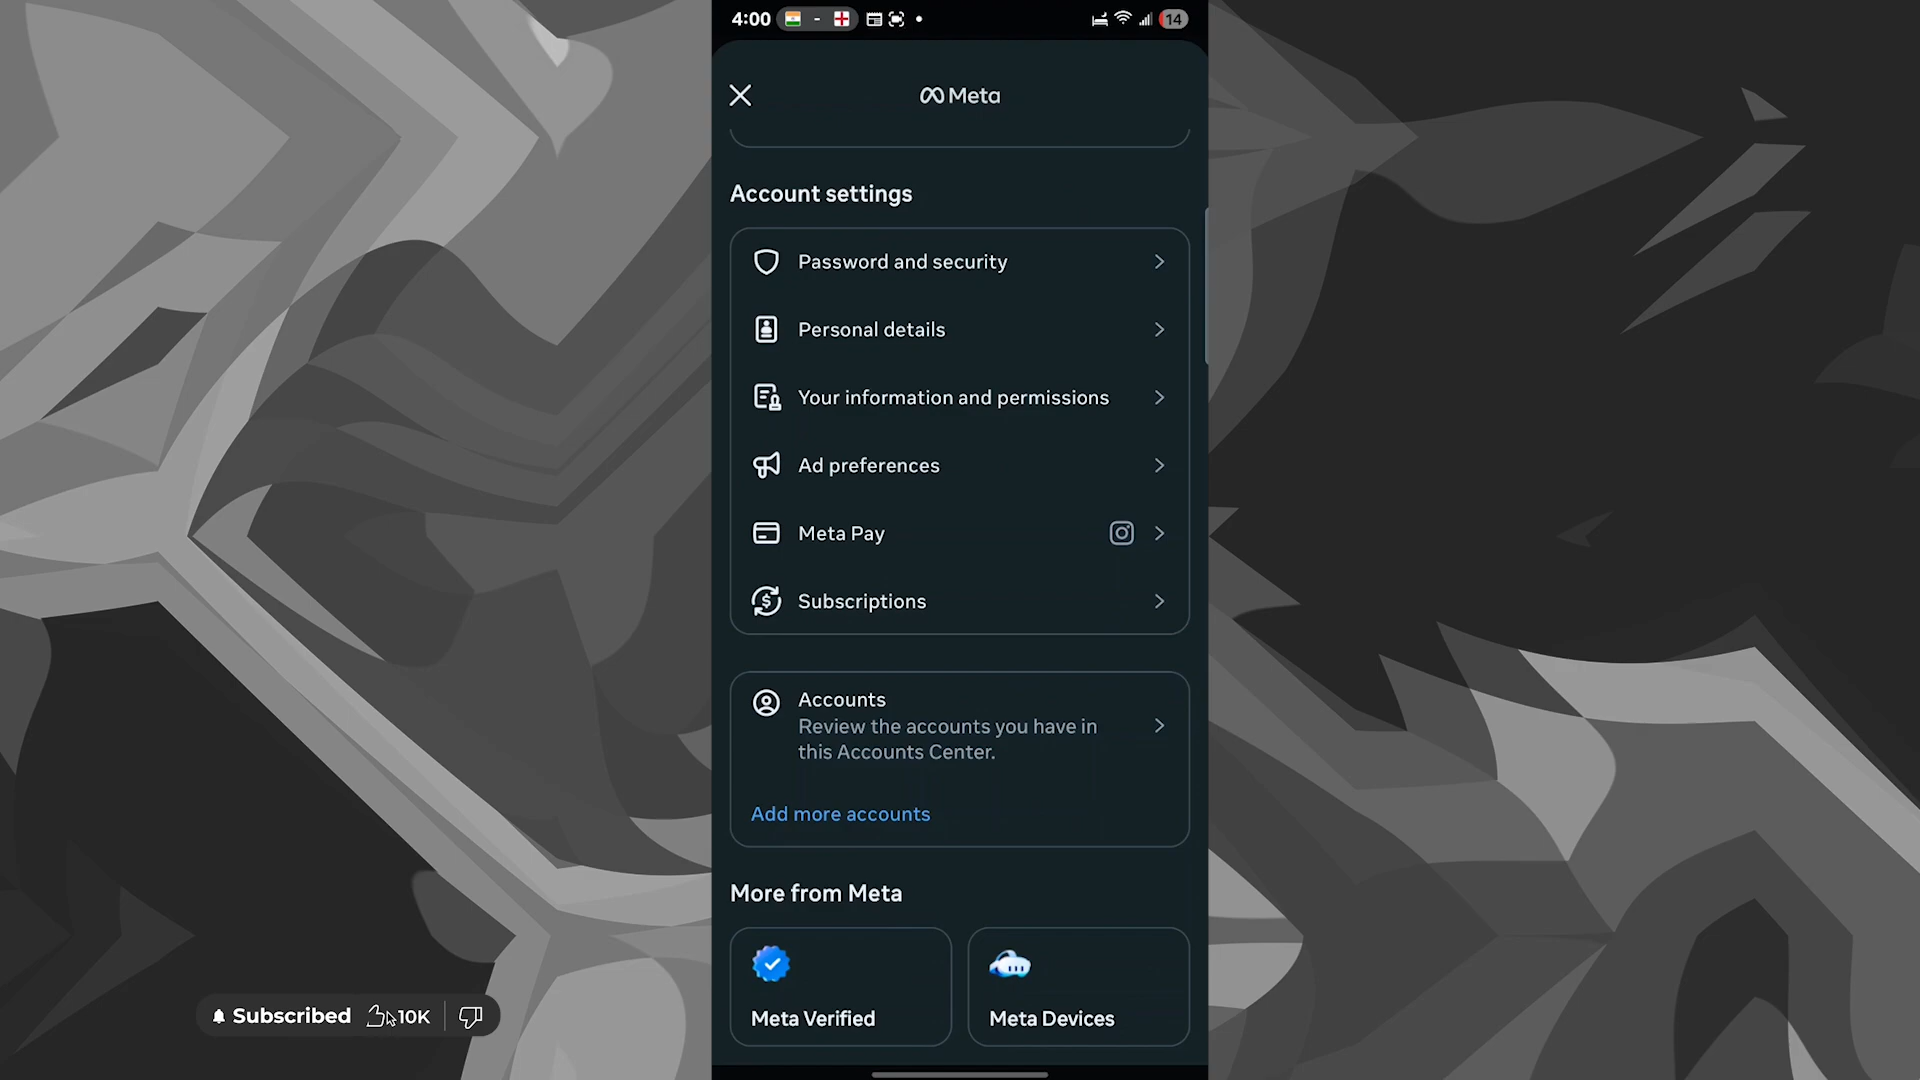 4:00
-
14
Meta
Account settings
Password and security
Personal details
Your information and permissions
Ad preferences
Meta Pay
Subscriptions
Accounts
Review the accounts you have in
this Accounts Center.
Add more accounts
More from Meta
Meta Verified
Meta Devices
Subscribed
10K